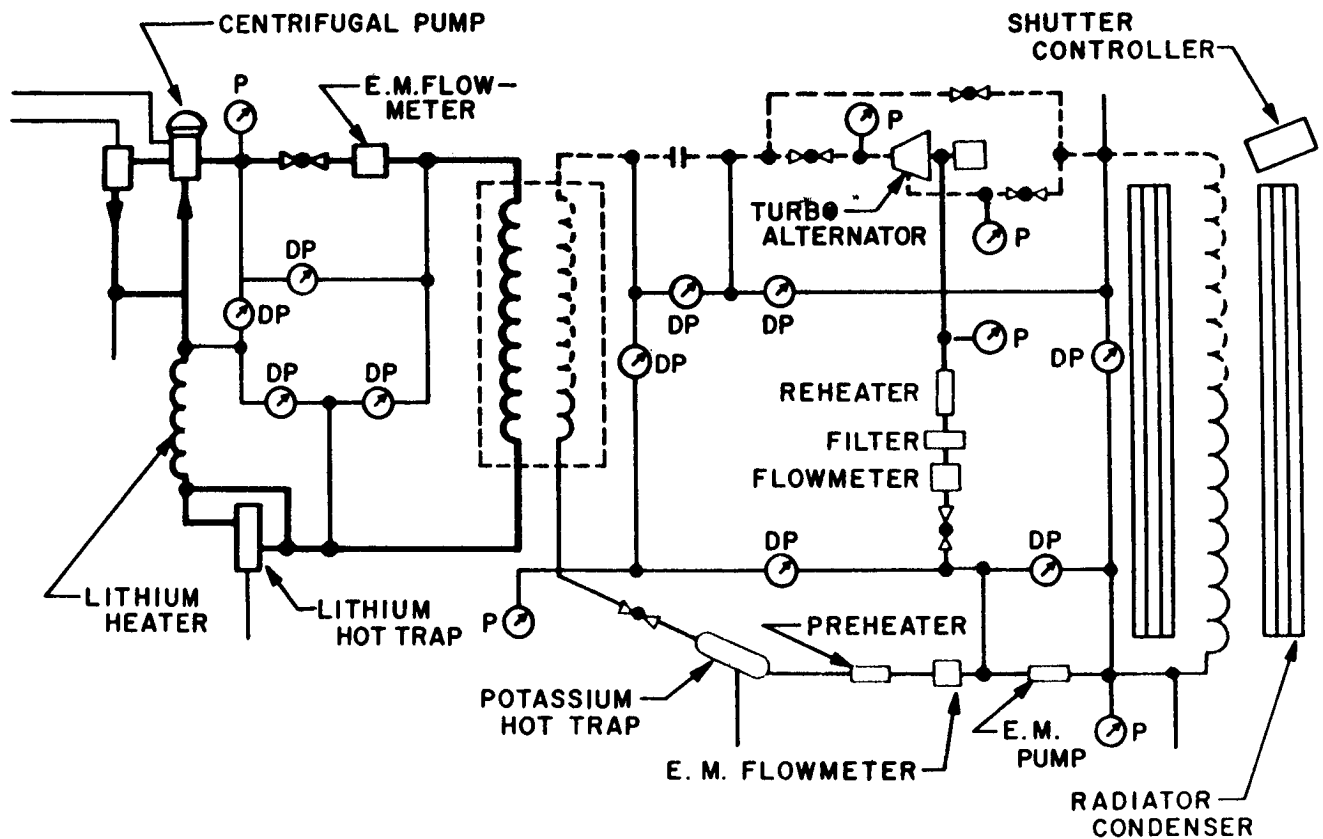 CENTRIFUGAL PUMP
SHUTTER
CONTROLLER
P
E.M.FLOW-
METER
P
TURBO
ALTERNATOR
P
DP
DP
DP
DP
P
DP
DP
DP
DP
REHEATER
FILTER
FLOWMETER
DP
DP
LITHIUM
HEATER
LITHIUM
HOT TRAP
P
PREHEATER
POTASSIUM
HOT TRAP
E.M.
PUMP
P
E. M. FLOWMETER
RADIATOR
CONDENSER